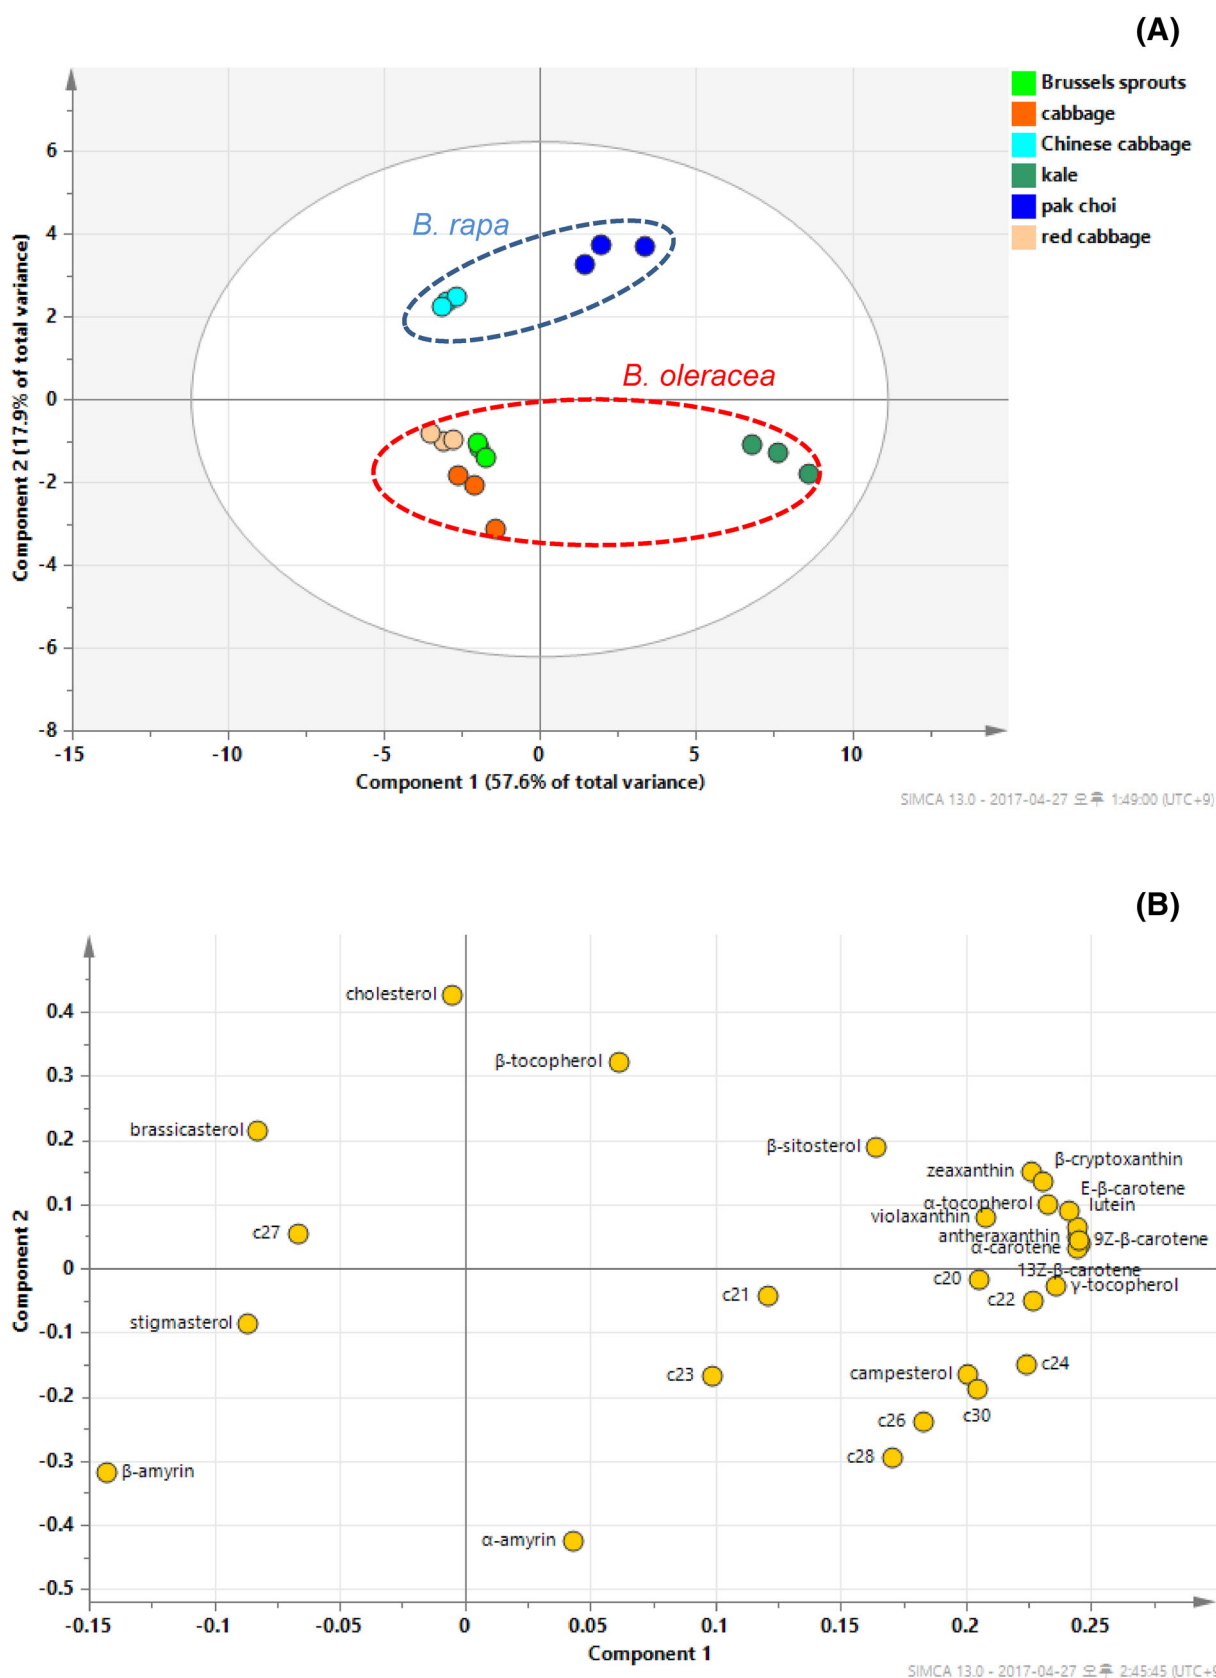 (A)
Brussels sprouts
cabbage
Chinese cabbage
kale
pak choi
red cabbage
B. rapa
B. oleracea
Component 2 (17.9% of total variance)
6
4
2
0
-2
-4
-6
-8
-15
-10
-5
0
5
10
Component 1 (57.6% of total variance)
SIMCA 13.0 - 2017-04-27 오후 1:49:00 (UTC+9)
(B)
cholesterol
β-tocopherol
brassicasterol
β-sitosterol
β-cryptoxanthin
zeaxanthin
E-β-carotene
α-tocopherol
lutein
violaxanthin
c27
antheraxanthin
9Z-β-carotene
α-carotene
13Z-β-carotene
c20
γ-tocopherol
c21
c22
stigmasterol
c24
c23
campesterol
c30
c26
c28
β-amyrin
α-amyrin
Component 2
0.4
0.3
0.2
0.1
0
-0.1
-0.2
-0.3
-0.4
-0.5
-0.15
-0.1
-0.05
0
0.05
0.1
0.15
0.2
0.25
Component 1
SIMCA 13.0 - 2017-04-27 오후 2:45:45 (UTC+9